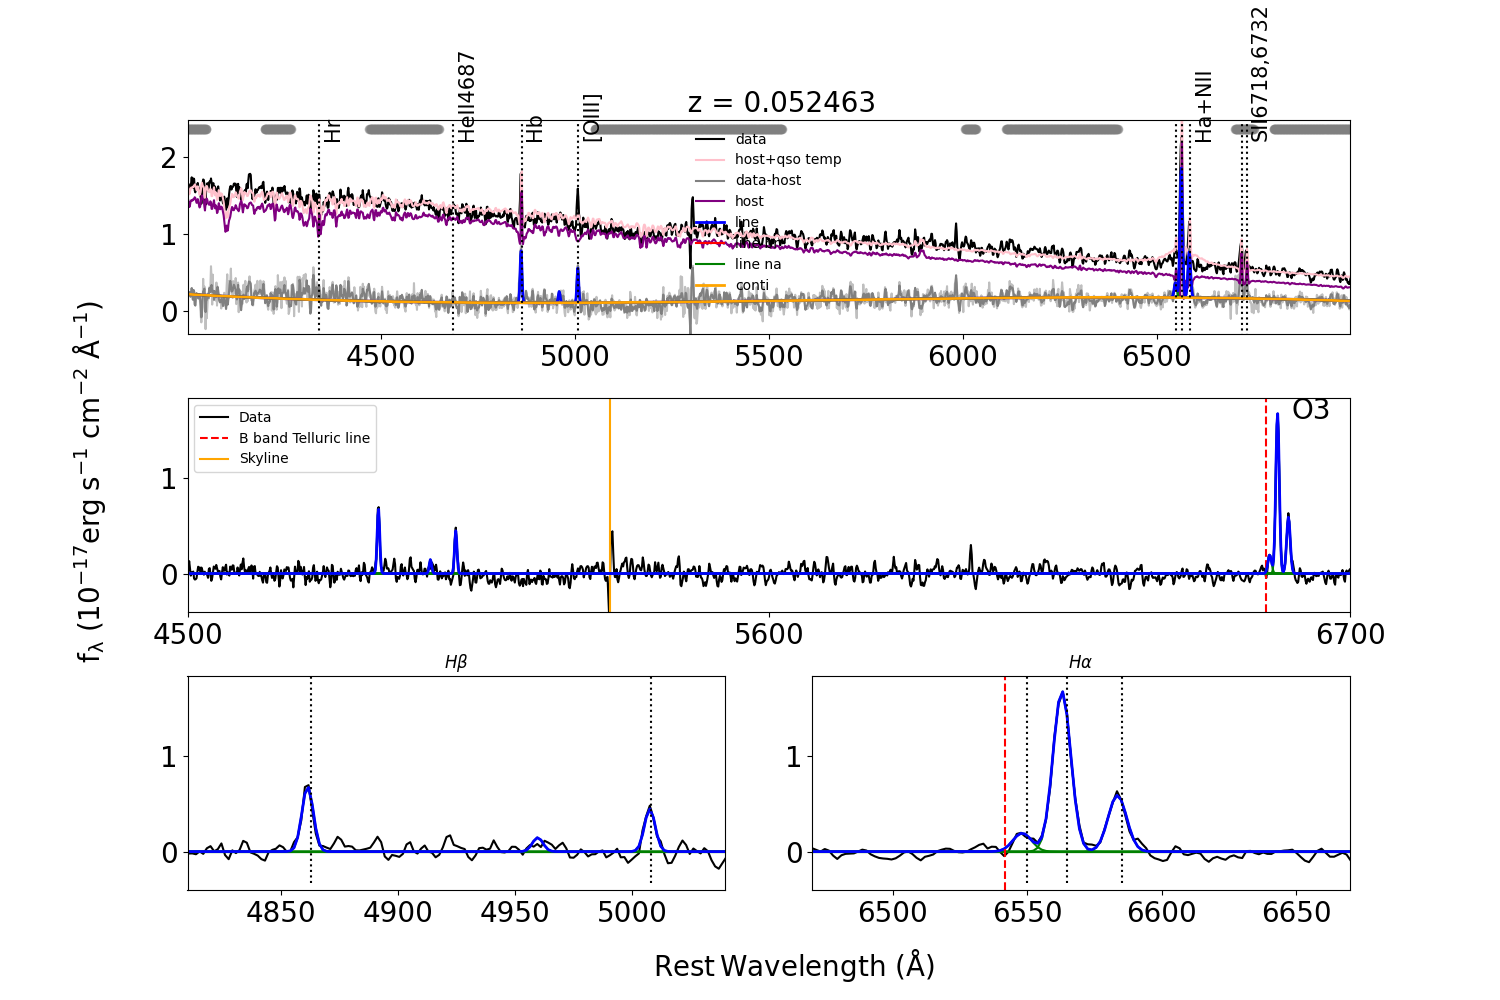 z = 0.052463
Hr
HeII4687
Hb
[OIII]
Ha+NII
SII6718,6732
data
host+qso temp
data-host
host
line
line na
conti
2
1
0
4500
5000
5500
6000
6500
fλ (10⁻¹⁷erg s⁻¹ cm⁻² Å⁻¹)
Data
B band Telluric line
Skyline
O3
1
0
4500
5600
6700
Hβ
1
0
4850
4900
4950
5000
Hα
1
0
6500
6550
6600
6650
Rest Wavelength (Å)